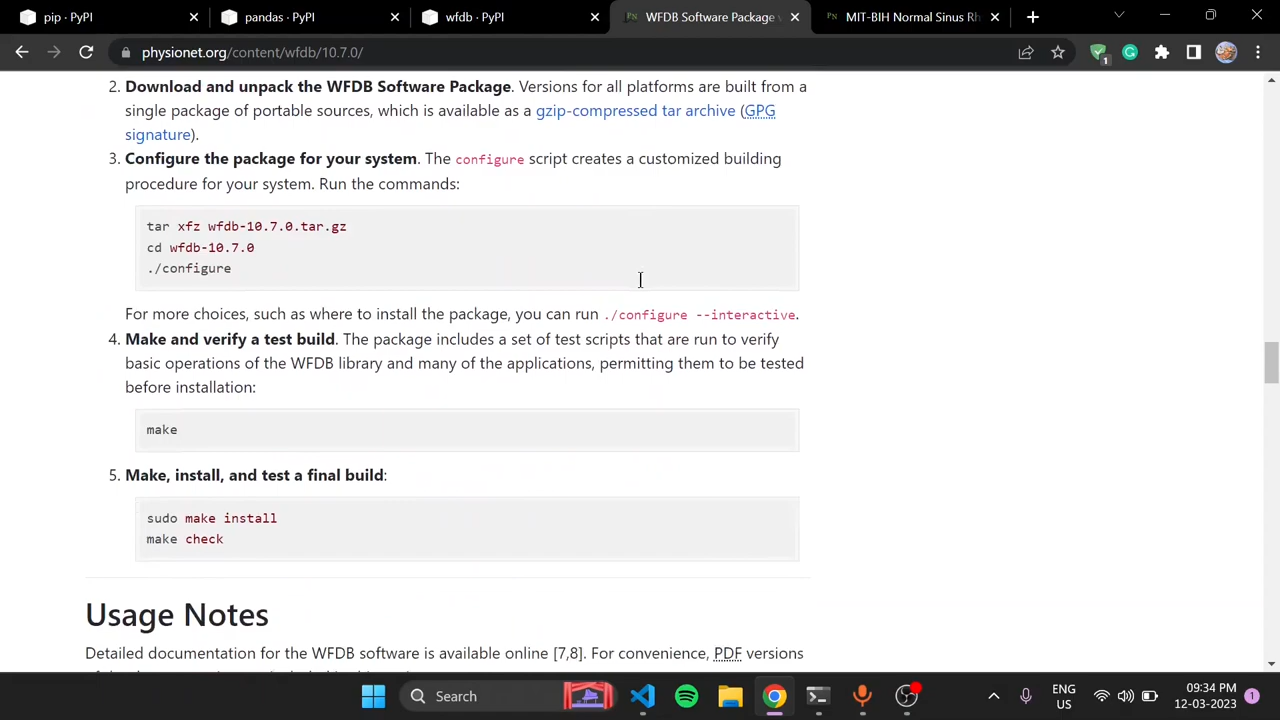 pip · PyPI
pandas · PyPI
wfdb · PyPI
WFDB Software Package
MIT-BIH Normal Sinus Rh
physionet.org/content/wfdb/10.7.0/
1
2. Download and unpack the WFDB Software Package. Versions for all platforms are built from a
single package of portable sources, which is available as a gzip-compressed tar archive (GPG
signature).
3. Configure the package for your system. The configure script creates a customized building
procedure for your system. Run the commands:
tar xfz wfdb-10.7.0.tar.gz
cd wfdb-10.7.0
./configure
For more choices, such as where to install the package, you can run ./configure --interactive.
4. Make and verify a test build. The package includes a set of test scripts that are run to verify
basic operations of the WFDB library and many of the applications, permitting them to be tested
before installation:
make
5. Make, install, and test a final build:
sudo make install
make check
Usage Notes
Detailed documentation for the WFDB software is available online [7,8]. For convenience, PDF versions
Search
ENG
US
09:34 PM
12-03-2023
1